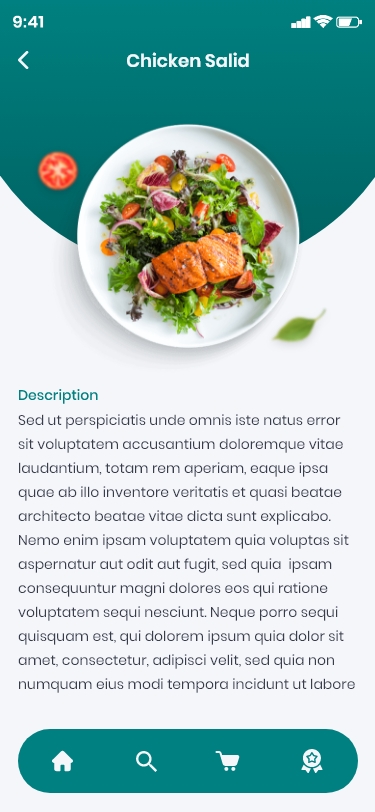 9:41
Chicken Salid
Description
Sed ut perspiciatis unde omnis iste natus error
sit voluptatem accusantium doloremque vitae
laudantium, totam rem aperiam, eaque ipsa
quae ab illo inventore veritatis et quasi beatae
architecto beatae vitae dicta sunt explicabo.
Nemo enim ipsam voluptatem quia voluptas sit
aspernatur aut odit aut fugit, sed quia  ipsam
consequuntur magni dolores eos qui ratione
voluptatem sequi nesciunt. Neque porro sequi
quisquam est, qui dolorem ipsum quia dolor sit
amet, consectetur, adipisci velit, sed quia non
numquam eius modi tempora incidunt ut labore